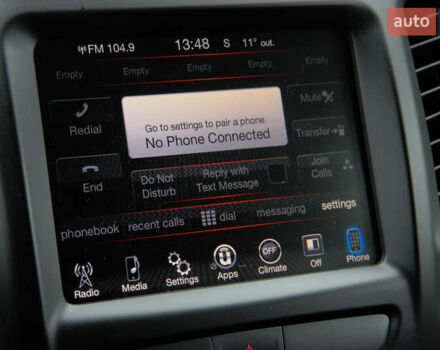 auto
FM 104.9 13:48 S 11° out.
Empty Empty Empty Empty Empty
Redial
Go to settings to pair a phone.
No Phone Connected
Mute
Transfer
End
Do Not Disturb
Reply with Text Message
Join Calls
phonebook recent calls dial messaging settings
OFF
Radio Media Settings Apps Climate Off Phone